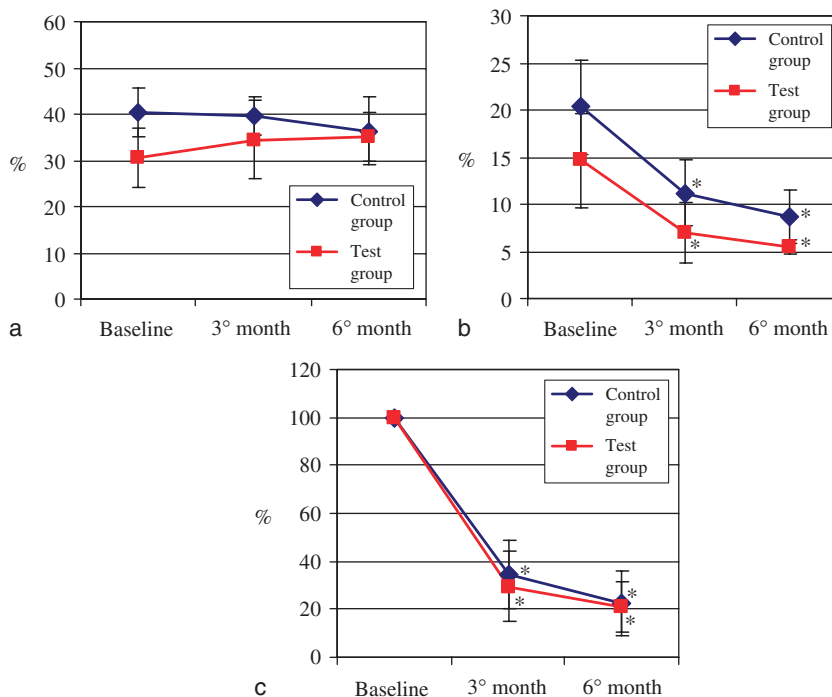 60
50
40
30
20
10
0
%
Control
group
Test
group
Baseline 3° month 6° month
a
30
25
20
15
10
5
0
%
Control
group
Test
group
*
*
*
*
Baseline 3° month 6° month
b
120
100
80
60
40
20
0
%
Control
group
Test
group
*
*
*
*
Baseline 3° month 6° month
c